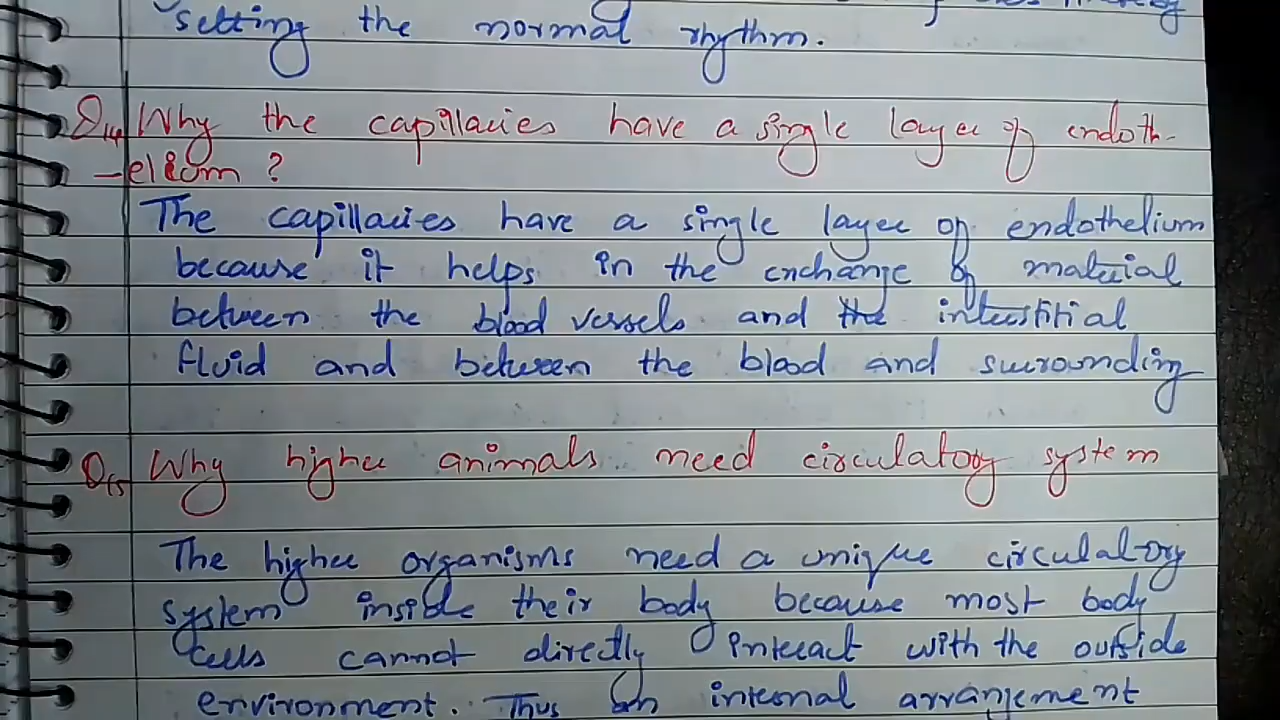 setting the normal rhythm.
Q14 Why the capillaries have a single layer of endoth-
-elium ?
The capillaries have a single layer of endothelium
because it helps in the exchange of material
between the blood vessels and the interstitial
fluid and between the blood and surrounding
Q15 Why higher animals need circulatory system
The higher organisms need a unique circulatory
system inside their body because most body
cells cannot directly interact with the outside
environment. Thus an internal arrangement